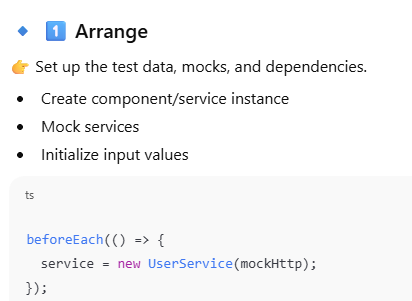 🔹 1️⃣ Arrange
👉 Set up the test data, mocks, and dependencies.
• Create component/service instance
• Mock services
• Initialize input values
ts
beforeEach(() => {
  service = new UserService(mockHttp);
});